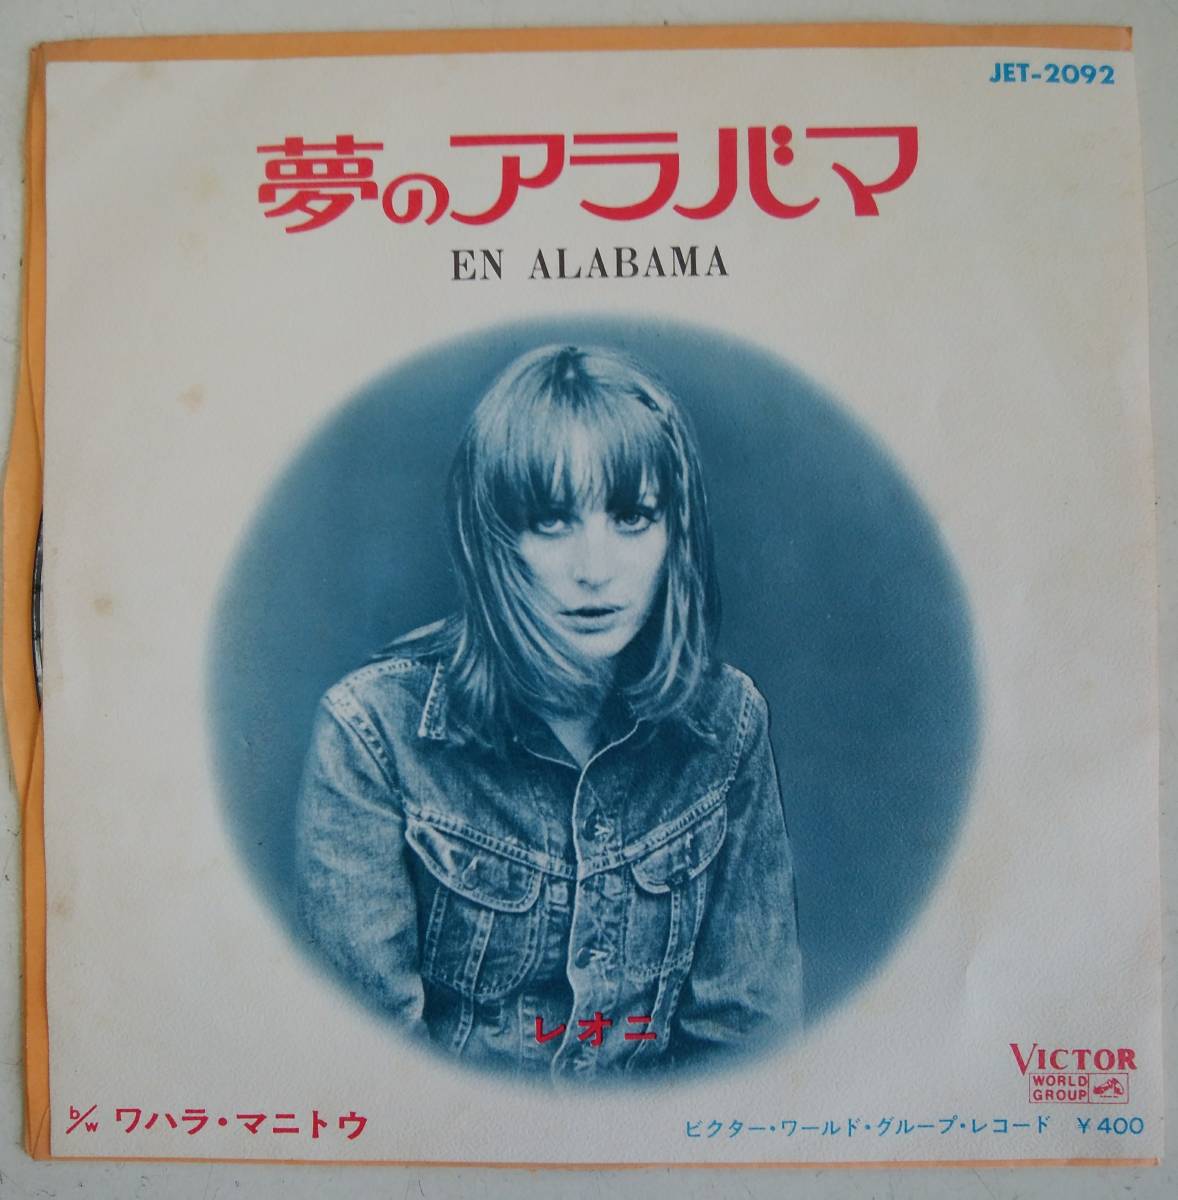 JET-2092
夢のアラバマ
EN ALABAMA
レオニ
VICTOR
WORLD
GROUP
b/w ワハラ・マニトウ
ビクター・ワールド・グループ・レコード ¥400